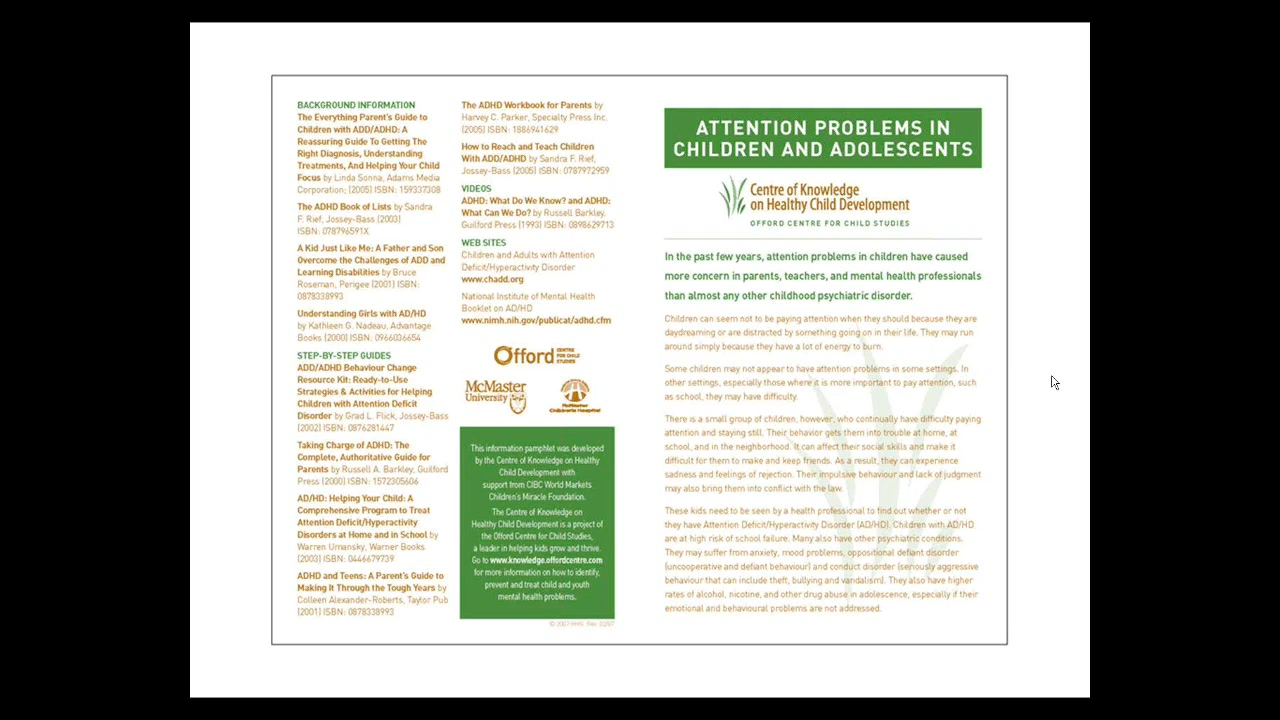 BACKGROUND INFORMATION
The Everything Parent's Guide to
Children with ADD/ADHD: A
Reassuring Guide To Getting The
Right Diagnosis, Understanding
Treatments, And Helping Your Child
Focus by Linda Sonna, Adams Media
Corporation; (2005) ISBN: 159337308
The ADHD Book of Lists by Sandra
F. Rief, Jossey-Bass (2003)
ISBN: 078796591X
A Kid Just Like Me: A Father and Son
Overcome the Challenges of ADD and
Learning Disabilities by Bruce
Roseman, Perigee (2001) ISBN:
0878338993
Understanding Girls with AD/HD
by Kathleen G. Nadeau, Advantage
Books (2000) ISBN: 0966036654
STEP-BY-STEP GUIDES
ADD/ADHD Behaviour Change
Resource Kit: Ready-to-Use
Strategies & Activities for Helping
Children with Attention Deficit
Disorder by Grad L. Flick, Jossey-Bass
(2002) ISBN: 0876281447
Taking Charge of ADHD: The
Complete, Authoritative Guide for
Parents by Russell A. Barkley, Guilford
Press (2000) ISBN: 1572305606
AD/HD: Helping Your Child: A
Comprehensive Program to Treat
Attention Deficit/Hyperactivity
Disorders at Home and in School by
Warren Umansky, Warner Books
(2003) ISBN: 0446679739
ADHD and Teens: A Parent's Guide to
Making It Through the Tough Years by
Colleen Alexander-Roberts, Taylor Pub
(2001) ISBN: 0878338993
The ADHD Workbook for Parents by
Harvey C. Parker, Specialty Press Inc.
(2005) ISBN: 1886941629
How to Reach and Teach Children
With ADD/ADHD by Sandra F. Rief,
Jossey-Bass (2005) ISBN: 0787972959
VIDEOS
ADHD: What Do We Know? and ADHD:
What Can We Do? by Russell Barkley,
Guilford Press (1993) ISBN: 0898629713
WEB SITES
Children and Adults with Attention
Deficit/Hyperactivity Disorder
www.chadd.org
National Institute of Mental Health
Booklet on AD/HD
www.nimh.nih.gov/publicat/adhd.cfm
Offord CENTRE FOR CHILD STUDIES
McMaster University
McMaster Children's Hospital
This information pamphlet was developed
by the Centre of Knowledge on Healthy
Child Development with
support from CIBC World Markets
Children's Miracle Foundation.
The Centre of Knowledge on
Healthy Child Development is a project of
the Offord Centre for Child Studies,
a leader in helping kids grow and thrive.
Go to www.knowledge.offordcentre.com
for more information on how to identify,
prevent and treat child and youth
mental health problems.
© 2007 HHS, Rev. 02/07
ATTENTION PROBLEMS IN
CHILDREN AND ADOLESCENTS
Centre of Knowledge
on Healthy Child Development
OFFORD CENTRE FOR CHILD STUDIES
In the past few years, attention problems in children have caused
more concern in parents, teachers, and mental health professionals
than almost any other childhood psychiatric disorder.
Children can seem not to be paying attention when they should because they are
daydreaming or are distracted by something going on in their life. They may run
around simply because they have a lot of energy to burn.
Some children may not appear to have attention problems in some settings. In
other settings, especially those where it is more important to pay attention, such
as school, they may have difficulty.
There is a small group of children, however, who continually have difficulty paying
attention and staying still. Their behavior gets them into trouble at home, at
school, and in the neighborhood. It can affect their social skills and make it
difficult for them to make and keep friends. As a result, they can experience
sadness and feelings of rejection. Their impulsive behaviour and lack of judgment
may also bring them into conflict with the law.
These kids need to be seen by a health professional to find out whether or not
they have Attention Deficit/Hyperactivity Disorder (AD/HD). Children with AD/HD
are at high risk of school failure. Many also have other psychiatric conditions.
They may suffer from anxiety, mood problems, oppositional defiant disorder
(uncooperative and defiant behaviour) and conduct disorder (seriously aggressive
behaviour that can include theft, bullying and vandalism). They also have higher
rates of alcohol, nicotine, and other drug abuse in adolescence, especially if their
emotional and behavioural problems are not addressed.